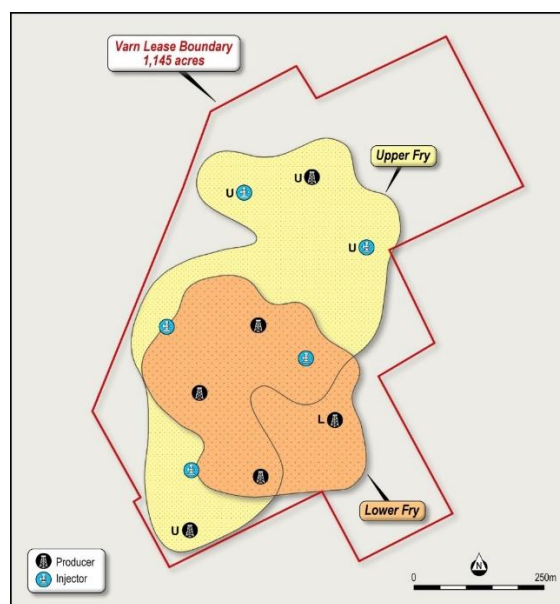 Varn Lease Boundary
1,145 acres
Upper Fry
U
U
U
L
U
Lower Fry
Producer
Injector
N
0
250m